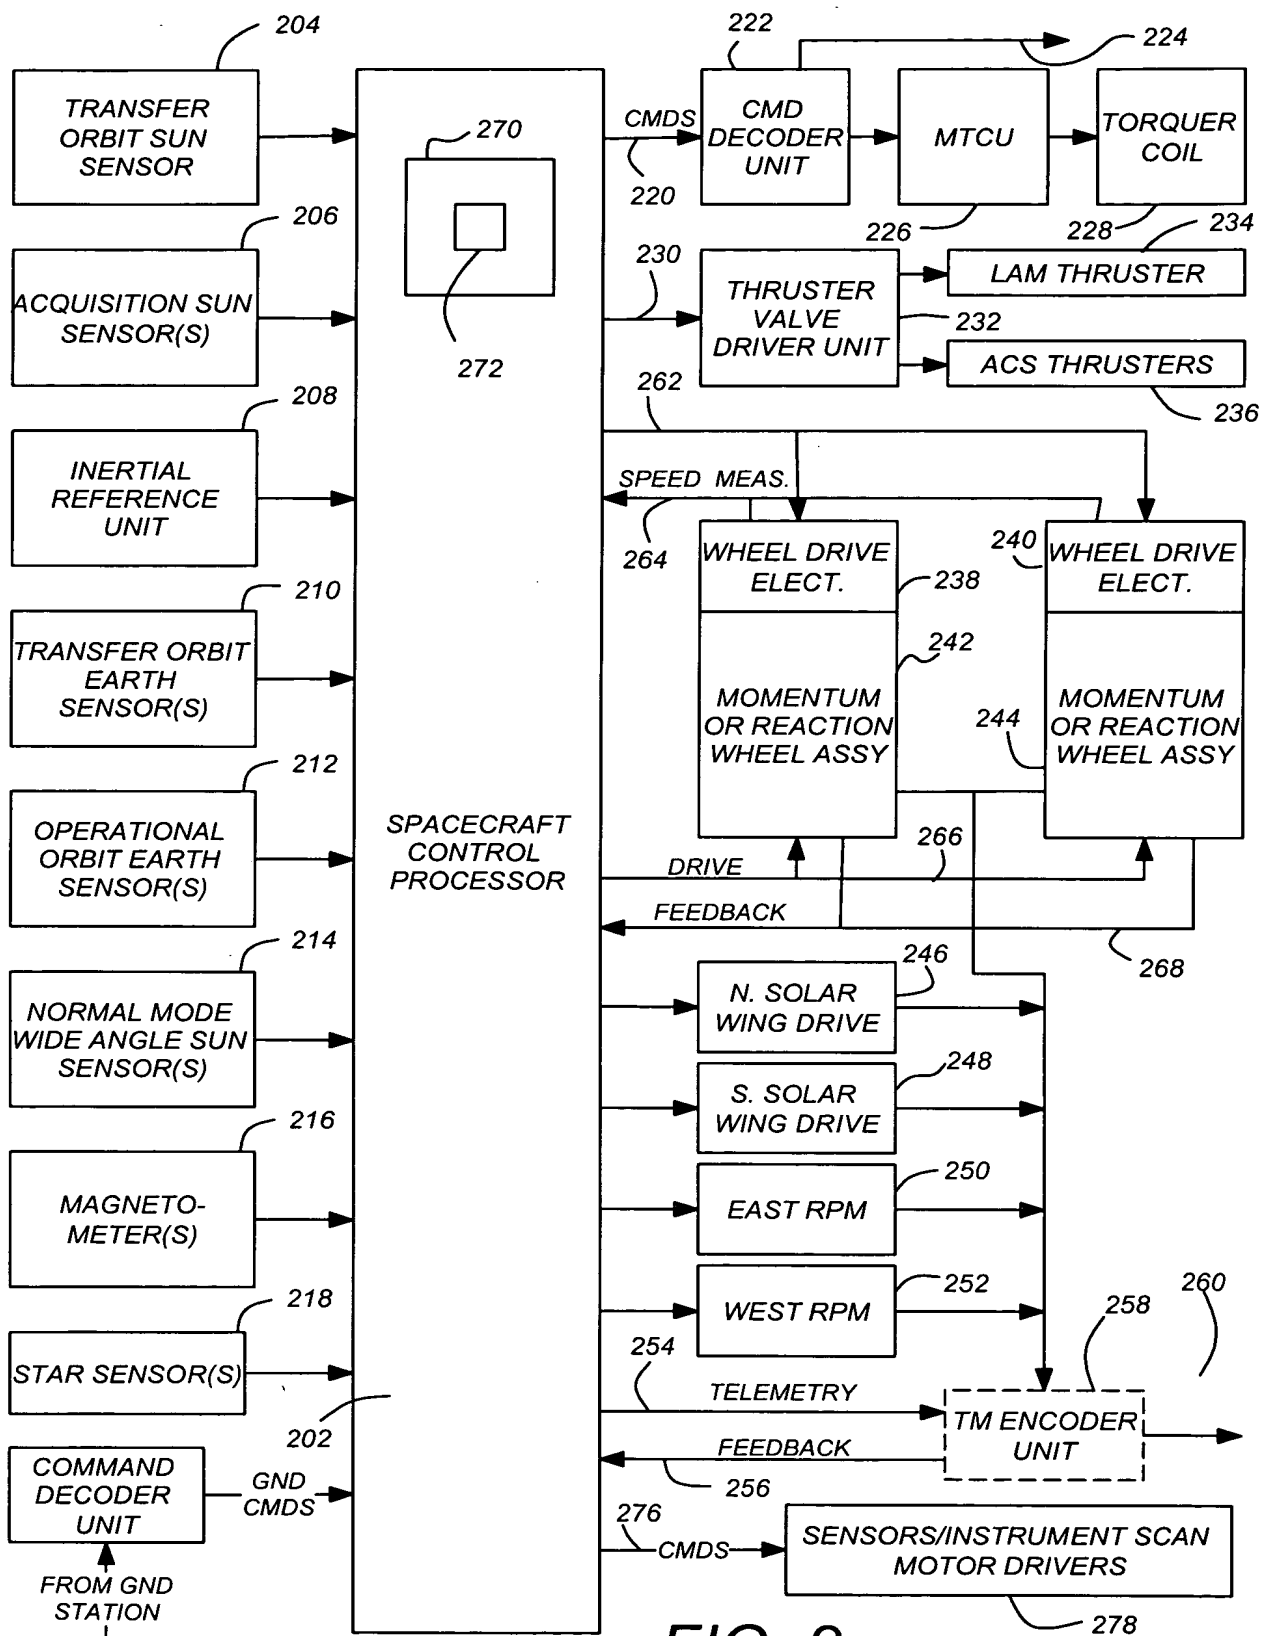 204
TRANSFER
ORBIT SUN
SENSOR
206
ACQUISITION SUN
SENSOR(S)
208
INERTIAL
REFERENCE
UNIT
210
TRANSFER ORBIT
EARTH
SENSOR(S)
212
OPERATIONAL
ORBIT EARTH
SENSOR(S)
214
NORMAL MODE
WIDE ANGLE SUN
SENSOR(S)
216
MAGNETO-
METER(S)
218
STAR SENSOR(S)
COMMAND
DECODER
UNIT
GND
CMDS
FROM GND
STATION
270
272
SPACECRAFT
CONTROL
PROCESSOR
202
CMDS
220
222
CMD
DECODER
UNIT
224
MTCU
226
TORQUER
COIL
228
230
THRUSTER
VALVE
DRIVER UNIT
232
234
LAM THRUSTER
ACS THRUSTERS
236
262
SPEED MEAS.
264
WHEEL DRIVE
ELECT.
238
240
WHEEL DRIVE
ELECT.
242
MOMENTUM
OR REACTION
WHEEL ASSY
244
MOMENTUM
OR REACTION
WHEEL ASSY
DRIVE
266
FEEDBACK
268
246
N. SOLAR
WING DRIVE
248
S. SOLAR
WING DRIVE
250
EAST RPM
252
WEST RPM
254
TELEMETRY
258
260
TM ENCODER
UNIT
FEEDBACK
256
276
CMDS
SENSORS/INSTRUMENT SCAN
MOTOR DRIVERS
278